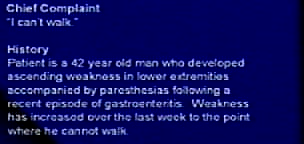 Chief Complaint
"I can't walk."
History
Patient is a 42 year old man who developed
ascending weakness in lower extremities
accompanied by paresthesias following a
recent episode of gastroenteritis. Weakness
has increased over the last week to the point
where he cannot walk.